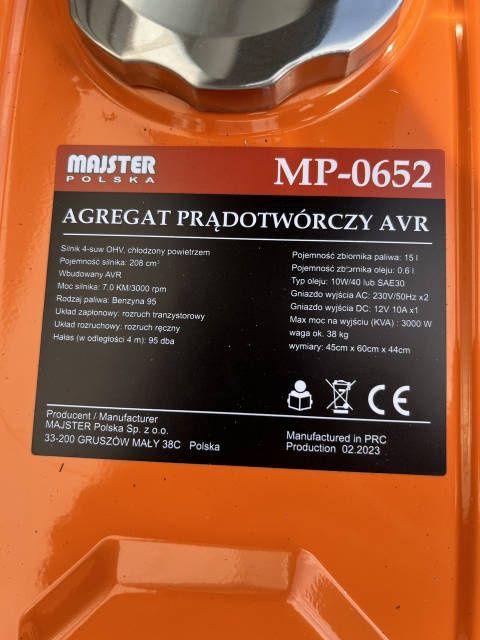 MAJSTER
POLSKA
MP-0652
AGREGAT PRĄDOTWÓRCZY AVR
Silnik 4-suw OHV, chłodzony powietrzem
Pojemność silnika: 208 cm³
Wbudowany AVR
Moc silnika: 7.0 KM/3000 rpm
Rodzaj paliwa: Benzyna 95
Układ zapłonowy: rozruch tranzystorowy
Układ rozruchowy: rozruch ręczny
Hałas (w odległości 4 m): 95 dba
Pojemność zbiornika paliwa: 15 l
Pojemność zbiornika oleju: 0.6 l
Typ oleju: 10W/40 lub SAE30
Gniazdo wyjścia AC: 230V/50Hz x2
Gniazdo wyjścia DC: 12V 10A x1
Max moc na wyjściu (KVA) : 3000 W
waga ok. 38 kg
wymiary: 45cm x 60cm x 44cm
CE
Producent / Manufacturer
MAJSTER Polska Sp. z o.o.
33-200 GRUSZÓW MAŁY 38C Polska
Manufactured in PRC
Production 02.2023